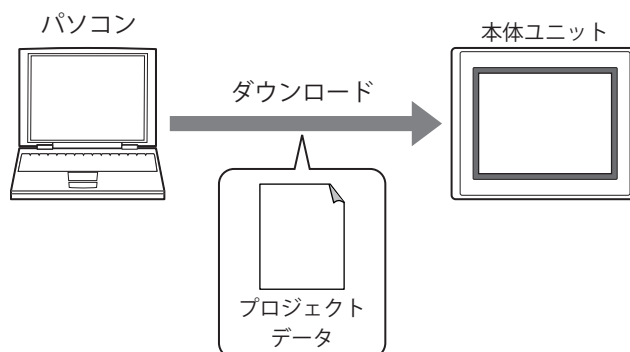 パソコン
本体ユニット
ダウンロード
プロジェクト
データ